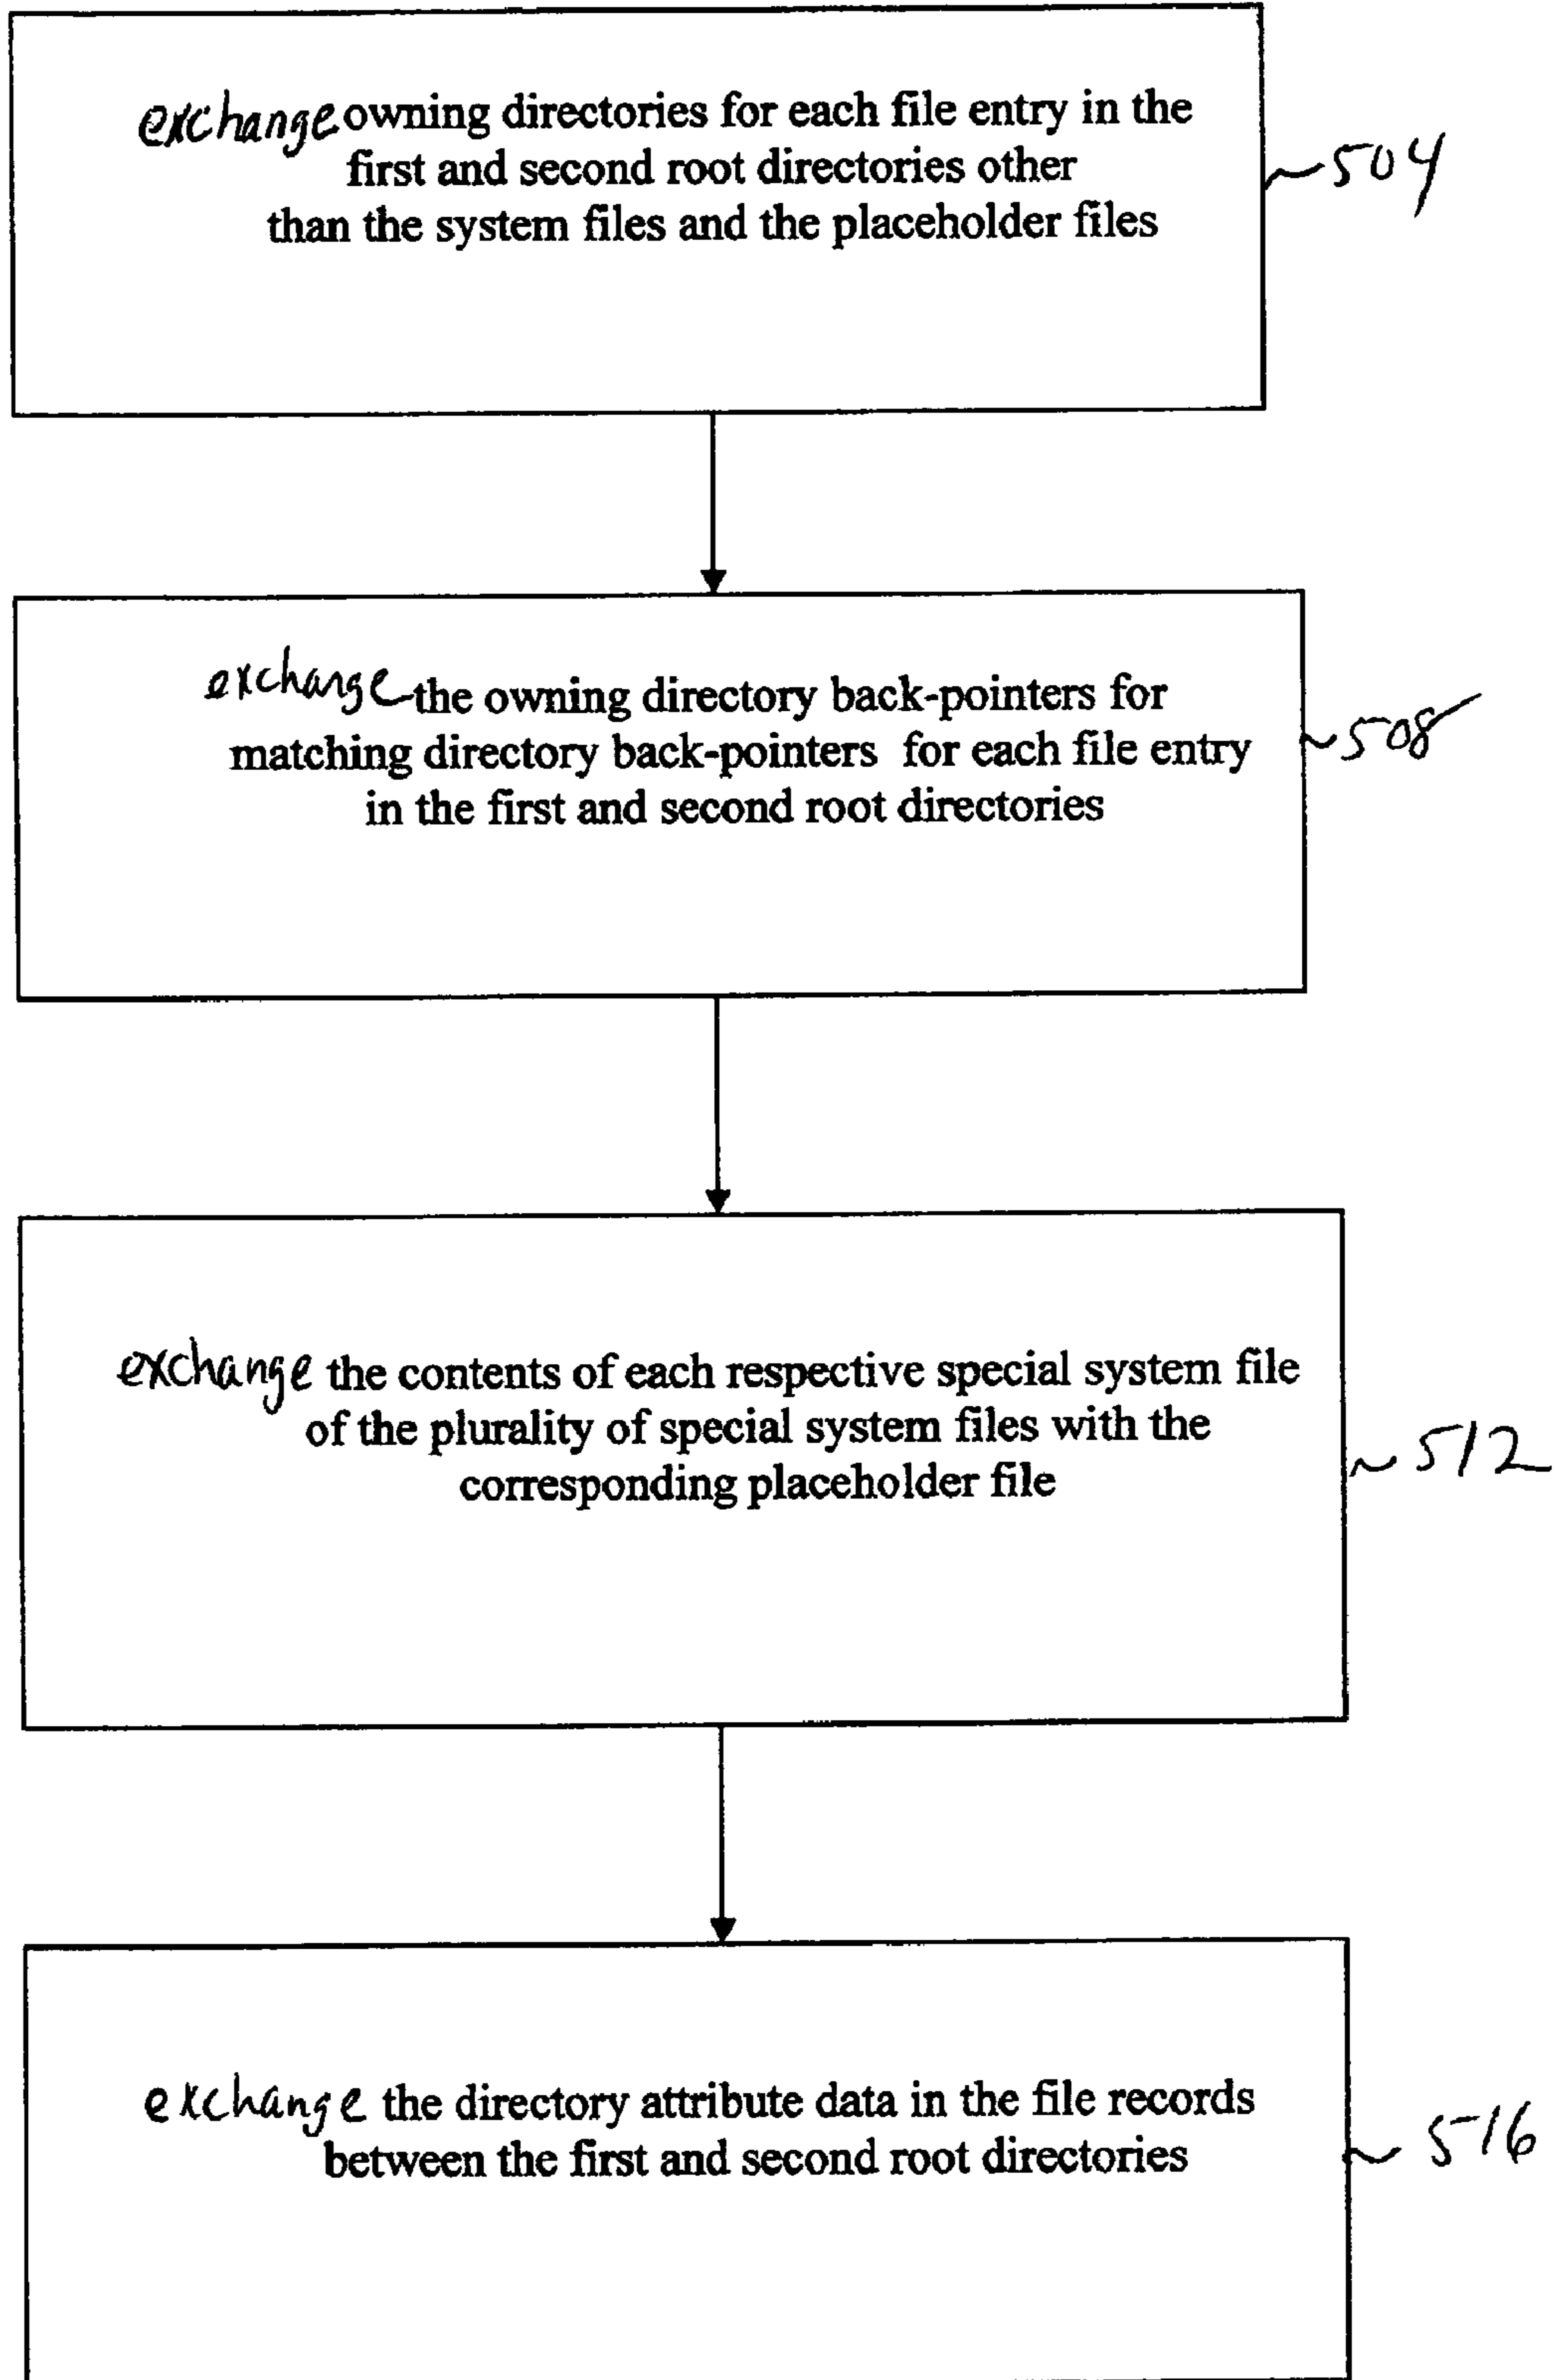 exchange owning directories for each file entry in the
first and second root directories other
than the system files and the placeholder files
~504
exchange the owning directory back-pointers for
matching directory back-pointers for each file entry
in the first and second root directories
~508
exchange the contents of each respective special system file
of the plurality of special system files with the
corresponding placeholder file
~512
exchange the directory attribute data in the file records
between the first and second root directories
~516